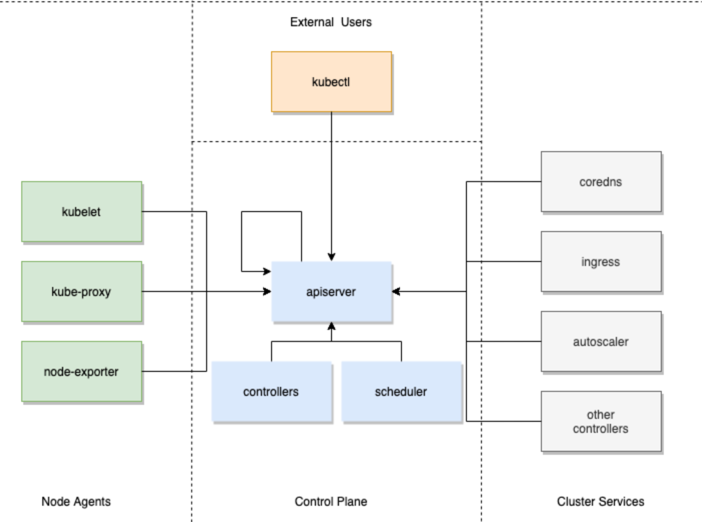 External Users
kubectl
kubelet
kube-proxy
node-exporter
apiserver
controllers
scheduler
coredns
ingress
autoscaler
other
controllers
Node Agents
Control Plane
Cluster Services